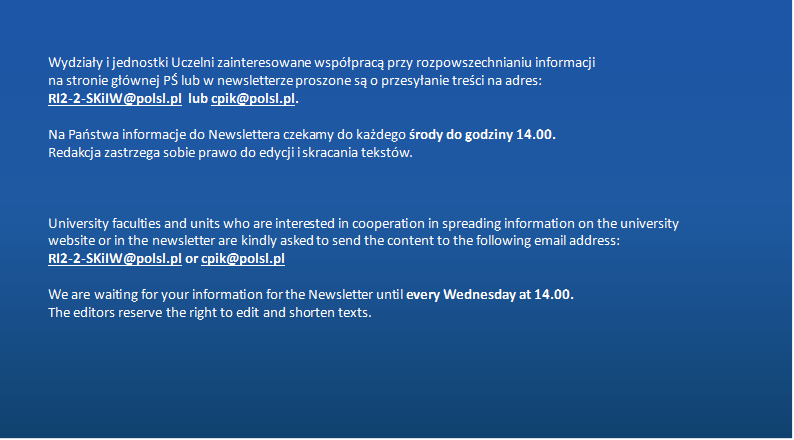 Wydziały i jednostki Uczelni zainteresowane współpracą przy rozpowszechnianiu informacji
na stronie głównej PŚ lub w newsletterze proszone są o przesyłanie treści na adres:
RI2-2-SKiIW@polsl.pl lub cpik@polsl.pl.
Na Państwa informacje do Newslettera czekamy do każdego środy do godziny 14.00.
Redakcja zastrzega sobie prawo do edycji i skracania tekstów.
University faculties and units who are interested in cooperation in spreading information on the university
website or in the newsletter are kindly asked to send the content to the following email address:
RI2-2-SKiIW@polsl.pl or cpik@polsl.pl
We are waiting for your information for the Newsletter until every Wednesday at 14.00.
The editors reserve the right to edit and shorten texts.